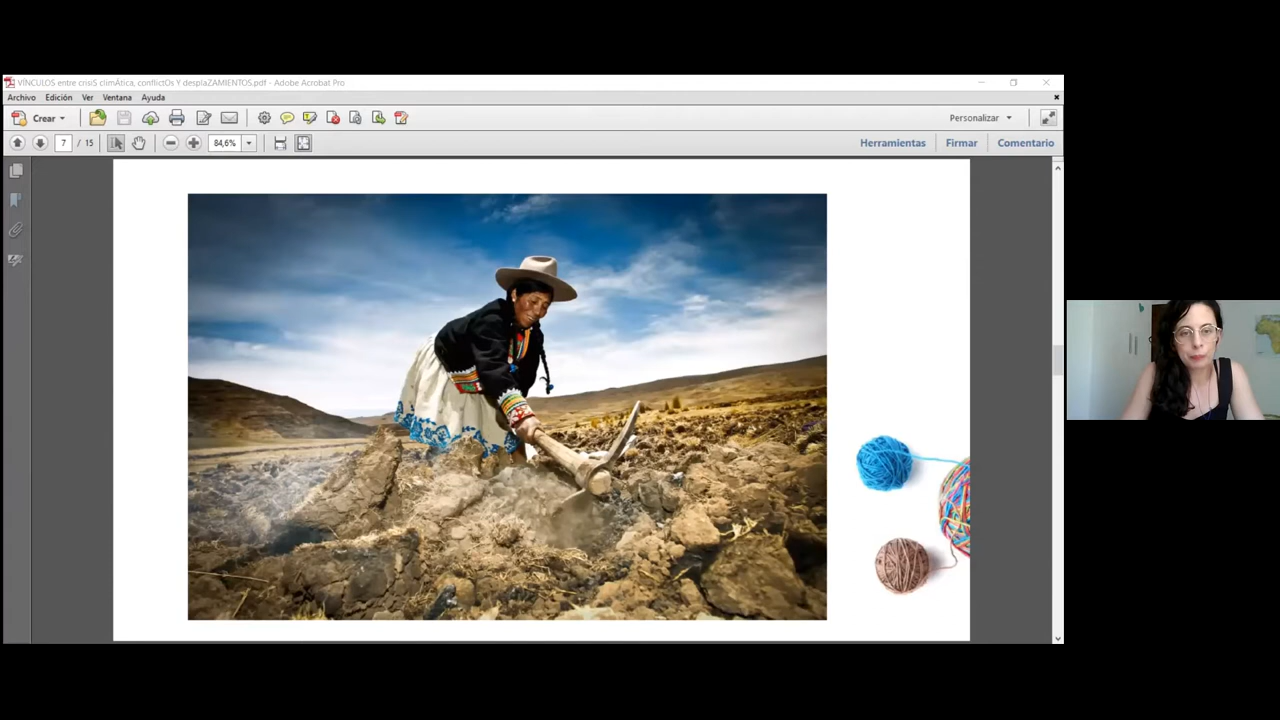 VÍNCULOS entre crisiS climÁtica, conflictOs Y desplaZAMIENTOS.pdf - Adobe Acrobat Pro
Archivo Edición Ver Ventana Ayuda
Crear Personalizar
7 / 15 84,6% Herramientas Firmar Comentario